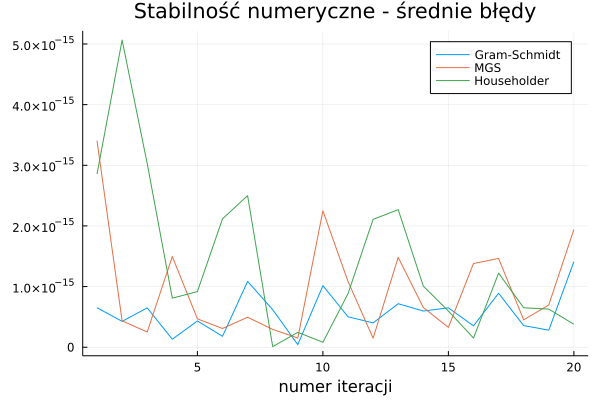 Stabilność numeryczne - średnie błędy
Gram-Schmidt
MGS
Householder
5.0×10⁻¹⁵
4.0×10⁻¹⁵
3.0×10⁻¹⁵
2.0×10⁻¹⁵
1.0×10⁻¹⁵
0
5 10 15 20
numer iteracji